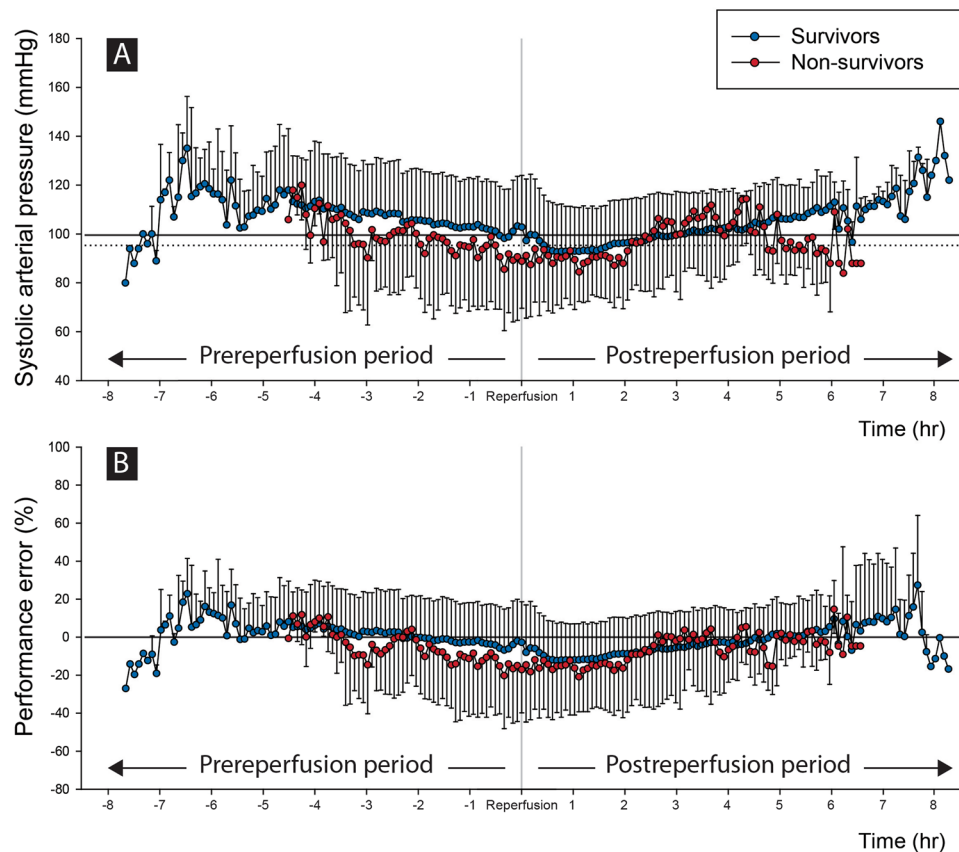 Survivors
Non-survivors
A
Systolic arterial pressure (mmHg)
180
160
140
120
100
80
60
40
Prereperfusion period
Postreperfusion period
-8 -7 -6 -5 -4 -3 -2 -1 Reperfusion 1 2 3 4 5 6 7 8
Time (hr)
B
Performance error (%)
100
80
60
40
20
0
-20
-40
-60
-80
Prereperfusion period
Postreperfusion period
-8 -7 -6 -5 -4 -3 -2 -1 Reperfusion 1 2 3 4 5 6 7 8
Time (hr)